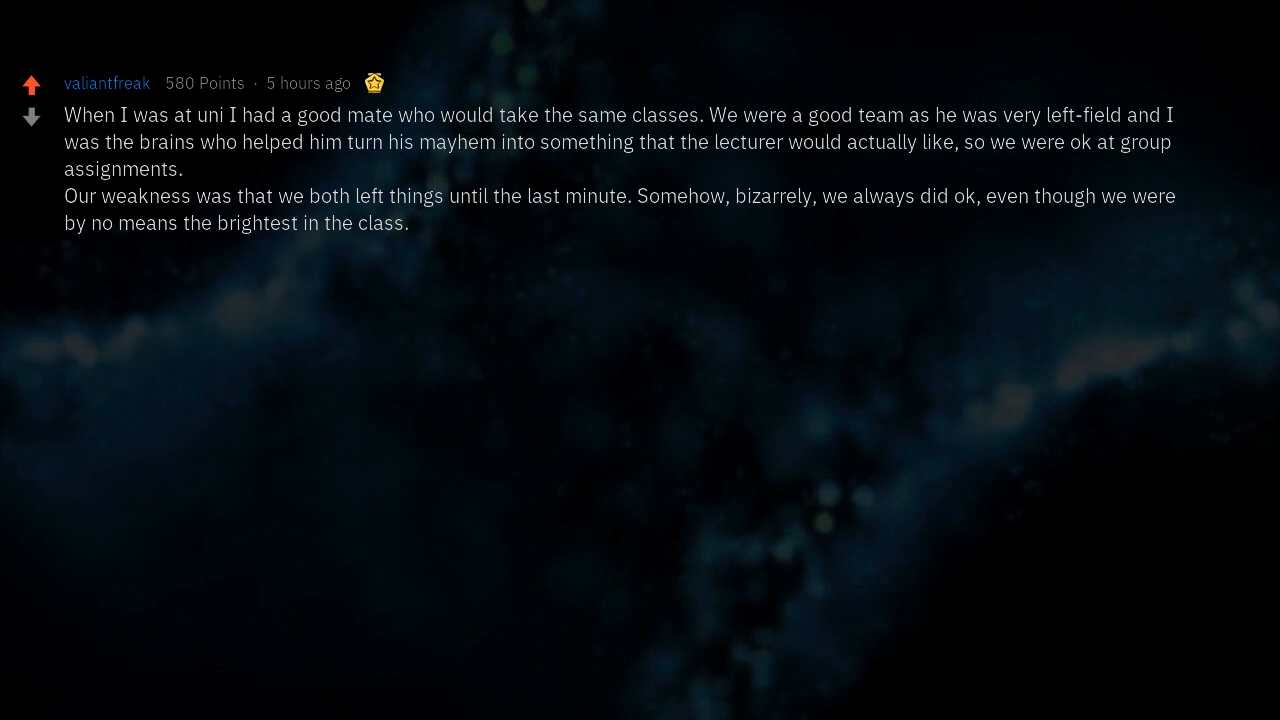 valiantfreak 580 Points · 5 hours ago
When I was at uni I had a good mate who would take the same classes. We were a good team as he was very left-field and I
was the brains who helped him turn his mayhem into something that the lecturer would actually like, so we were ok at group
assignments.
Our weakness was that we both left things until the last minute. Somehow, bizarrely, we always did ok, even though we were
by no means the brightest in the class.